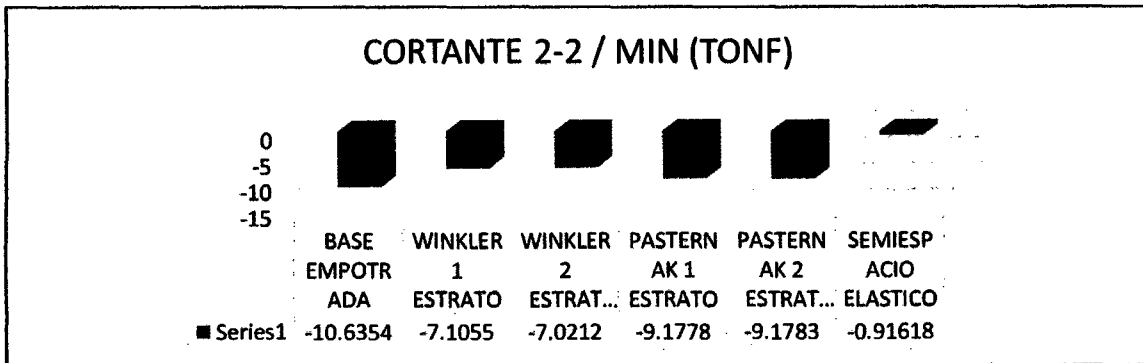 CORTANTE 2-2 / MIN (TONF)
0
-5
-10
-15
BASE EMPOTR ADA
WINKLER 1 ESTRATO
WINKLER 2 ESTRAT...
PASTERN AK 1 ESTRATO
PASTERN AK 2 ESTRAT...
SEMIESP ACIO ELASTICO
Series1 -10.6354 -7.1055 -7.0212 -9.1778 -9.1783 -0.91618